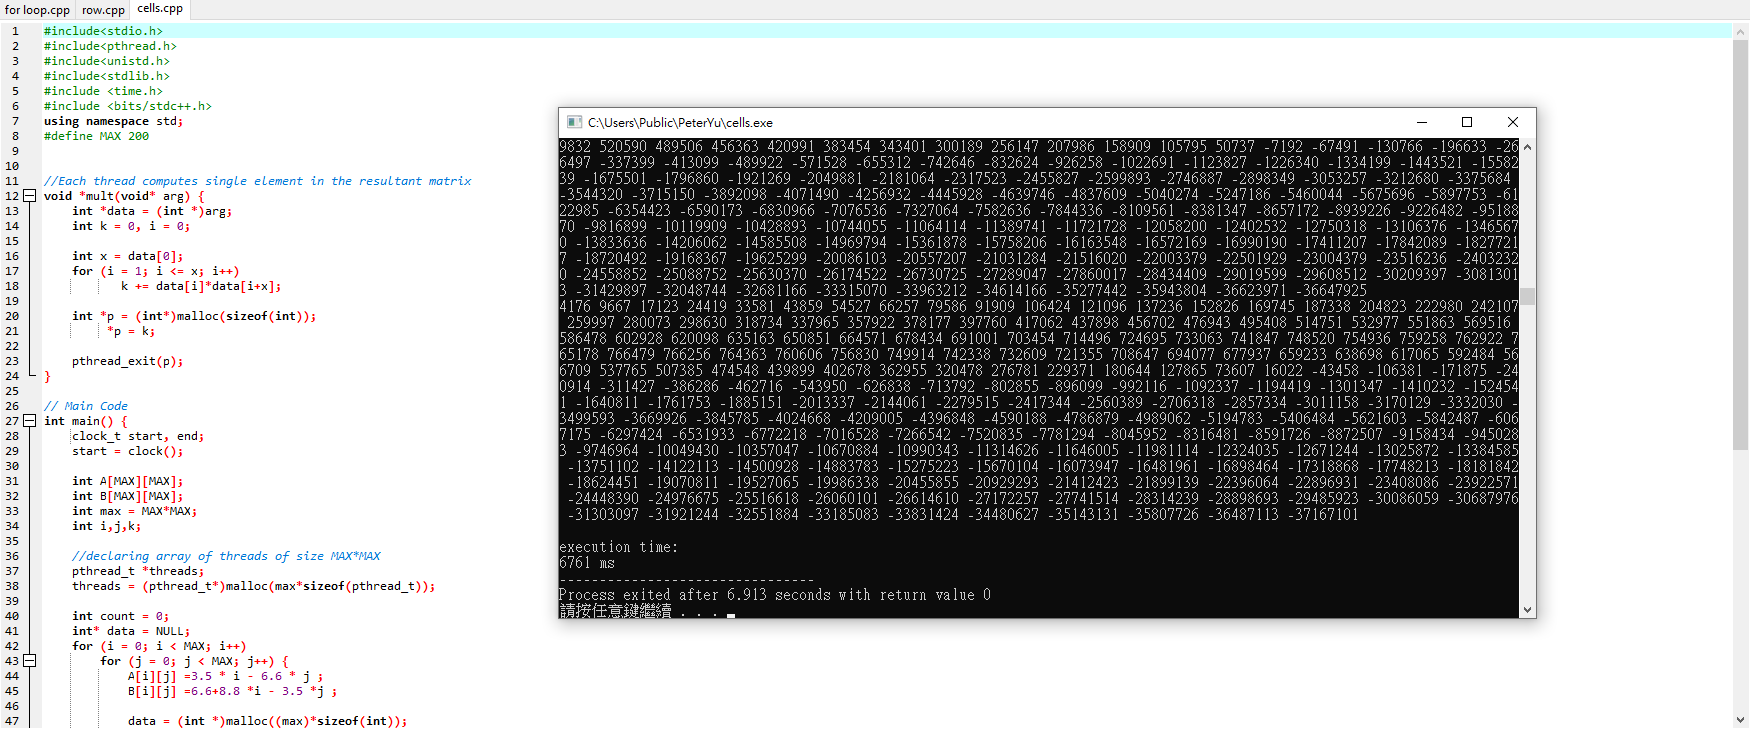 for loop.cpp row.cpp cells.cpp
1 #include<stdio.h>
2 #include<pthread.h>
3 #include<unistd.h>
4 #include<stdlib.h>
5 #include <time.h>
6 #include <bits/stdc++.h>
7 using namespace std;
8 #define MAX 200
9
10
11 //Each thread computes single element in the resultant matrix
12 void *mult(void* arg) {
13 int *data = (int *)arg;
14 int k = 0, i = 0;
15
16 int x = data[0];
17 for (i = 1; i <= x; i++)
18 k += data[i]*data[i+x];
19
20 int *p = (int*)malloc(sizeof(int));
21 *p = k;
22
23 pthread_exit(p);
24 }
25
26 // Main Code
27 int main() {
28 clock_t start, end;
29 start = clock();
30
31 int A[MAX][MAX];
32 int B[MAX][MAX];
33 int max = MAX*MAX;
34 int i,j,k;
35
36 //declaring array of threads of size MAX*MAX
37 pthread_t *threads;
38 threads = (pthread_t*)malloc(max*sizeof(pthread_t));
39
40 int count = 0;
41 int* data = NULL;
42 for (i = 0; i < MAX; i++)
43 for (j = 0; j < MAX; j++) {
44 A[i][j] =3.5 * i - 6.6 * j ;
45 B[i][j] =6.6+8.8 *i - 3.5 *j ;
46
47 data = (int *)malloc((max)*sizeof(int));
C:\Users\Public\PeterYu\cells.exe
9832 520590 489506 456363 420991 383454 343401 300189 256147 207986 158909 105795 50737 -7192 -67491 -130766 -196633 -26
6497 -337399 -413099 -489922 -571528 -655312 -742646 -832624 -926258 -1022691 -1123827 -1226340 -1334199 -1443521 -15582
39 -1675501 -1796860 -1921269 -2049881 -2181064 -2317523 -2455827 -2599893 -2746887 -2898349 -3053257 -3212680 -3375684
-3544320 -3715150 -3892098 -4071490 -4256932 -4445928 -4639746 -4837609 -5040274 -5247186 -5460044 -5675696 -5897753 -61
22985 -6354423 -6590173 -6830966 -7076536 -7327064 -7582636 -7844336 -8109561 -8381347 -8657172 -8939226 -9226482 -95188
70 -9816899 -10119909 -10428893 -10744055 -11064114 -11389741 -11721728 -12058200 -12402532 -12750318 -13106376 -1346567
0 -13833636 -14206062 -14585508 -14969794 -15361878 -15758206 -16163548 -16572169 -16990190 -17411207 -17842089 -1827721
7 -18720492 -19168367 -19625299 -20086103 -20557207 -21031284 -21516020 -22003379 -22501929 -23004379 -23516236 -2403232
0 -24558852 -25088752 -25630370 -26174522 -26730725 -27289047 -27860017 -28434409 -29019599 -29608512 -30209397 -3081301
3 -31429897 -32048744 -32681166 -33315070 -33963212 -34614166 -35277442 -35943804 -36623971 -36647925
4176 9667 17123 24419 33581 43859 54527 66257 79586 91909 106424 121096 137236 152826 169745 187338 204823 222980 242107
259997 280073 298630 318734 337965 357922 378177 397760 417062 437898 456702 476943 495408 514751 532977 551863 569516
586478 602928 620098 635163 650851 664571 678434 691001 703454 714496 724695 733063 741847 748520 754936 759258 762922 7
65178 766479 766256 764363 760606 756830 749914 742338 732609 721355 708647 694077 677937 659233 638698 617065 592484 56
6709 537765 507385 474548 439899 402678 362955 320478 276781 229371 180644 127865 73607 16022 -43458 -106381 -171875 -24
0914 -311427 -386286 -462716 -543950 -626838 -713792 -802855 -896099 -992116 -1092337 -1194419 -1301347 -1410232 -152454
1 -1640811 -1761753 -1885151 -2013337 -2144061 -2279515 -2417344 -2560389 -2706318 -2857334 -3011158 -3170129 -3332030 -
3499593 -3669926 -3845785 -4024668 -4209005 -4396848 -4590188 -4786879 -4989062 -5194783 -5406484 -5621603 -5842487 -606
7175 -6297424 -6531933 -6772218 -7016528 -7266542 -7520835 -7781294 -8045952 -8316481 -8591726 -8872507 -9158434 -945028
3 -9746964 -10049430 -10357047 -10670884 -10990343 -11314626 -11646005 -11981114 -12324035 -12671244 -13025872 -13384585
-13751102 -14122113 -14500928 -14883783 -15275223 -15670104 -16073947 -16481961 -16898464 -17318868 -17748213 -18181842
-18624451 -19070811 -19527065 -19986338 -20455855 -20929293 -21412423 -21899139 -22396064 -22896931 -23408086 -23922571
-24448390 -24976675 -25516618 -26060101 -26614610 -27172257 -27741514 -28314239 -28898693 -29485923 -30086059 -30687976
-31303097 -31921244 -32551884 -33185083 -33831424 -34480627 -35143131 -35807726 -36487113 -37167101
execution time:
6761 ms
--------------------------------
Process exited after 6.913 seconds with return value 0
請按任意鍵繼續 . . .